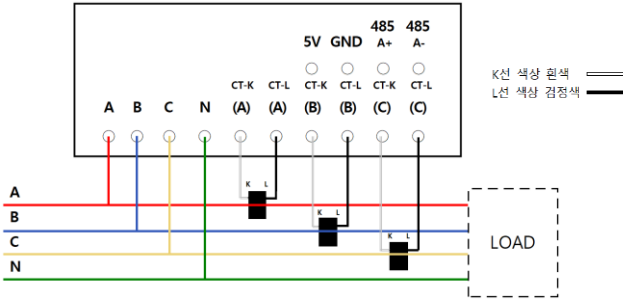 485 485
5V GND A+ A-
CT-K CT-L CT-K CT-L CT-K CT-L
A B C N (A) (A) (B) (B) (C) (C)
K선 색상 흰색
L선 색상 검정색
K L
A
K L
B
K L
C
LOAD
N